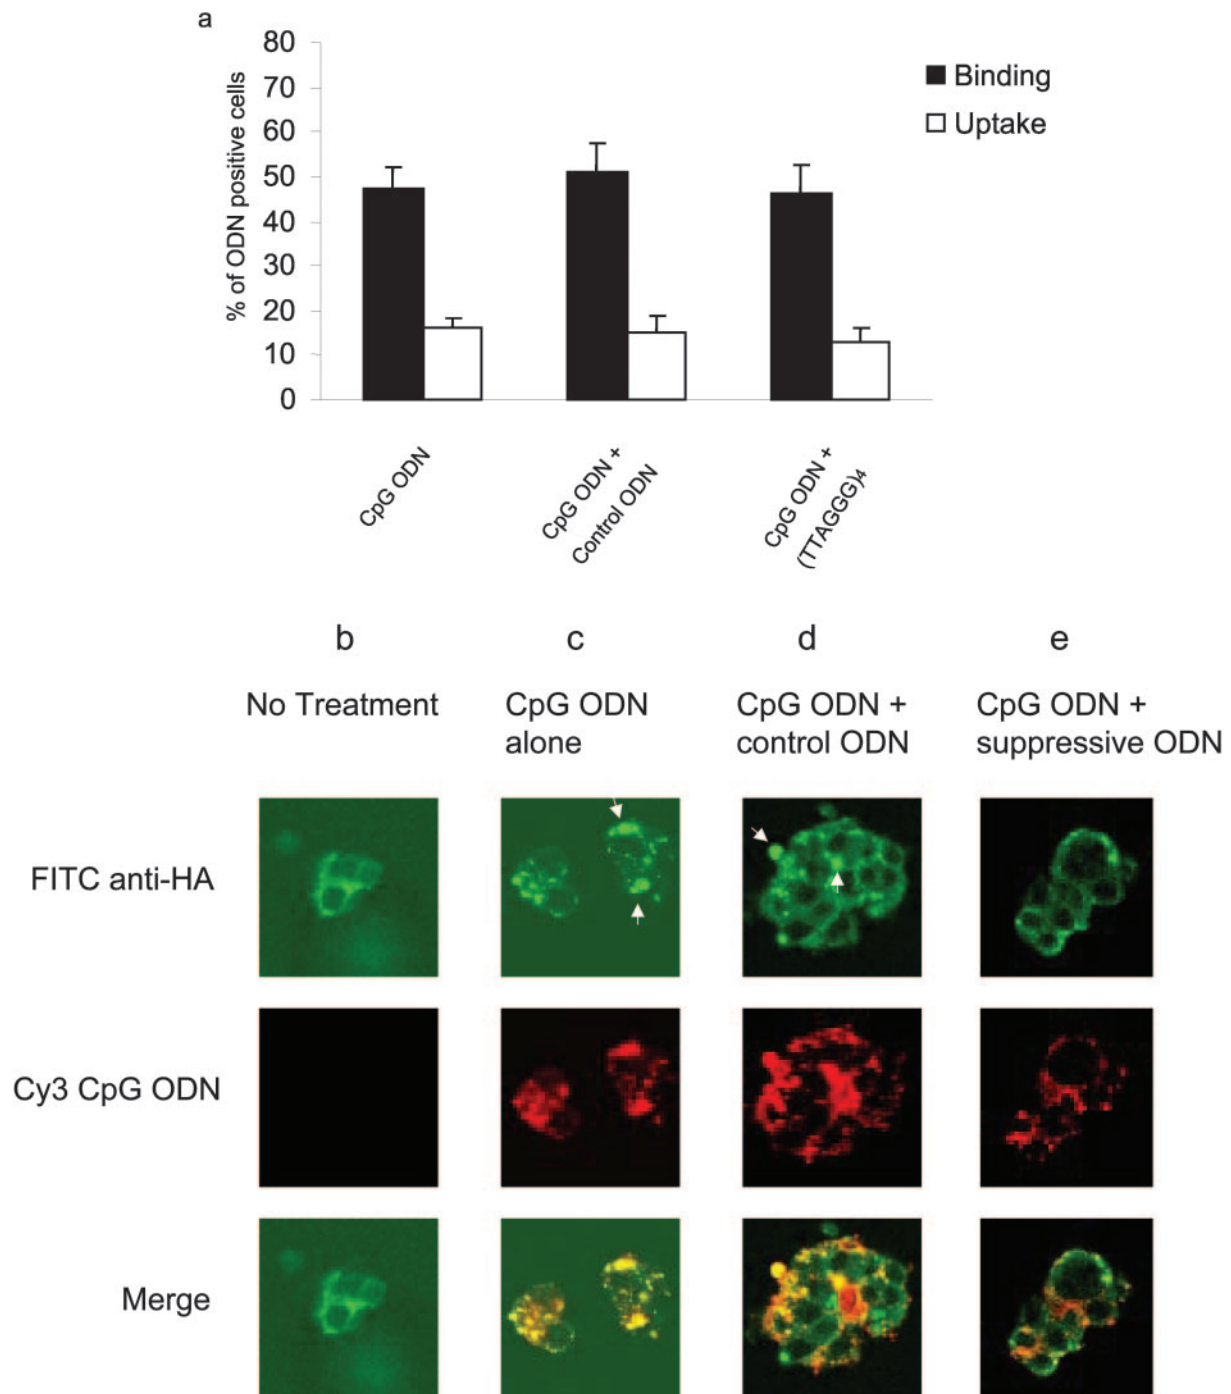 a
80
70
60
50
40
30
20
10
0
% of ODN positive cells
Binding
Uptake
CpG ODN
CpG ODN +
Control ODN
CpG ODN +
(TTAGGG)4
b
c
d
e
No Treatment
CpG ODN
alone
CpG ODN +
control ODN
CpG ODN +
suppressive ODN
FITC anti-HA
Cy3 CpG ODN
Merge